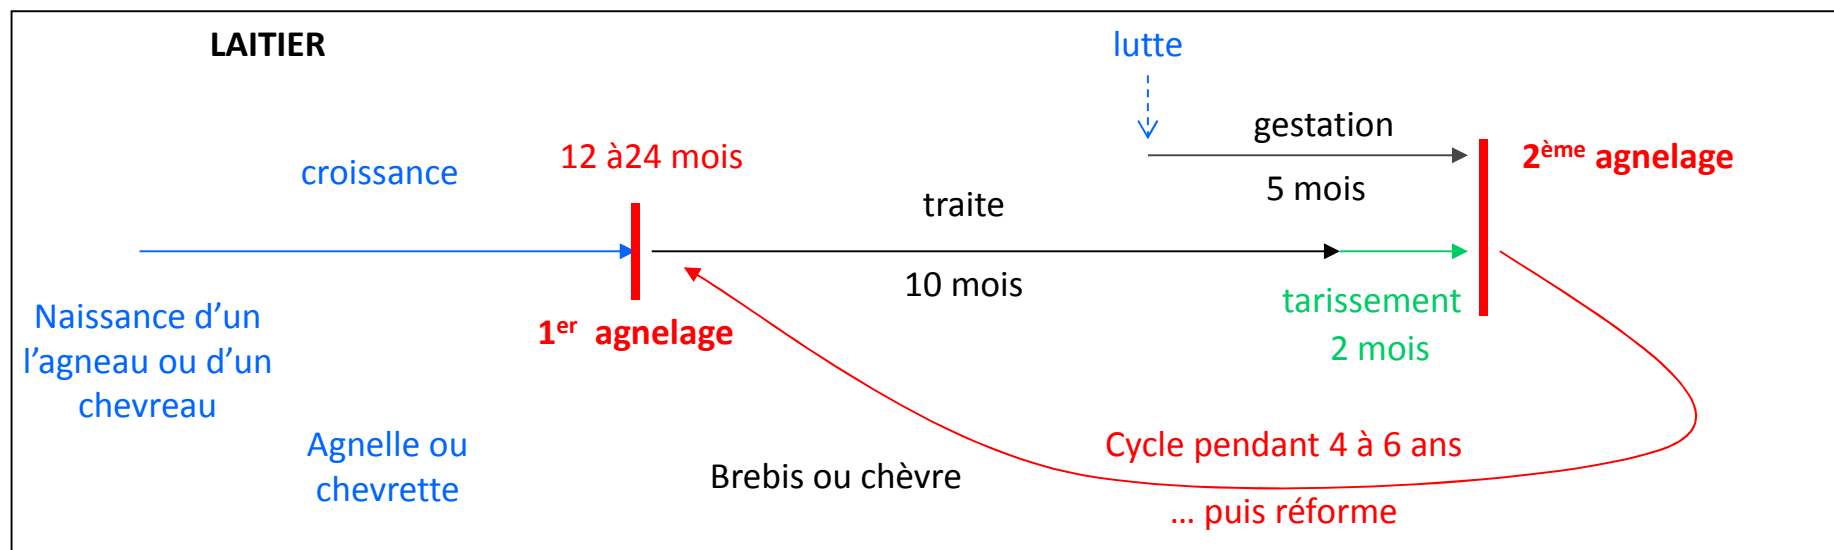 LAITIER
lutte
gestation
12 à24 mois
2ème agnelage
croissance
5 mois
traite
10 mois
tarissement
2 mois
Naissance d’un
l’agneau ou d’un
chevreau
1er agnelage
Agnelle ou
chevrette
Brebis ou chèvre
Cycle pendant 4 à 6 ans
... puis réforme